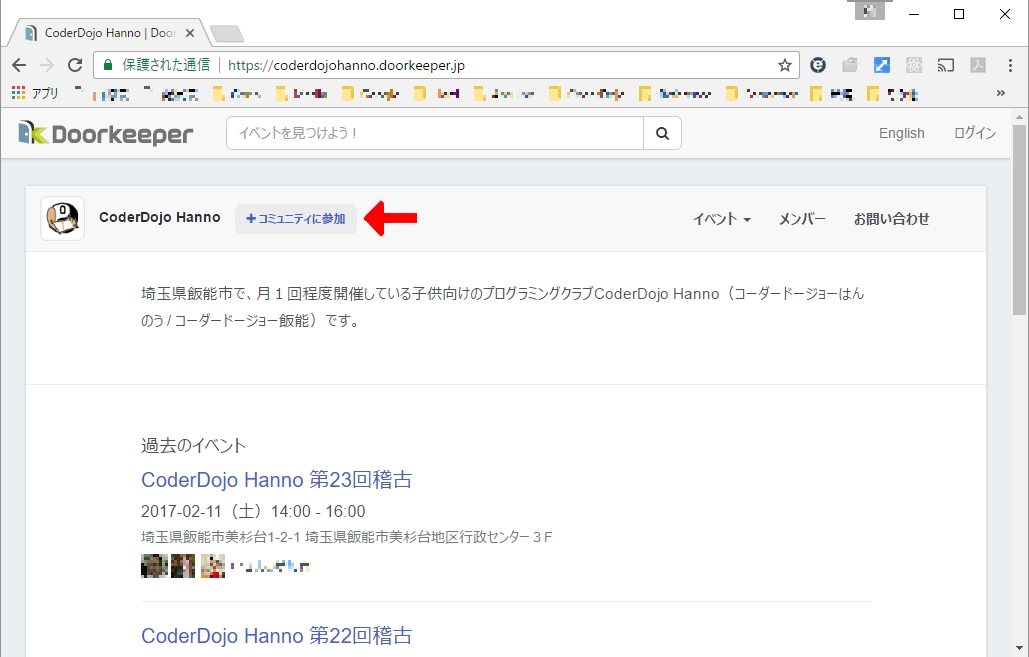 CoderDojo Hanno | Door
保護された通信
https://coderdojohanno.doorkeeper.jp
アプリ
»
Doorkeeper
イベントを見つけよう！
English
ログイン
CoderDojo Hanno
+コミュニティに参加
イベント
メンバー
お問い合わせ
埼玉県飯能市で、月１回程度開催している子供向けのプログラミングクラブCoderDojo Hanno（コーダードージョーはん
のう / コーダードージョー飯能）です。
過去のイベント
CoderDojo Hanno 第23回稽古
2017-02-11（土）14:00 - 16:00
埼玉県飯能市美杉台1-2-1 埼玉県飯能市美杉台地区行政センター３Ｆ
CoderDojo Hanno 第22回稽古